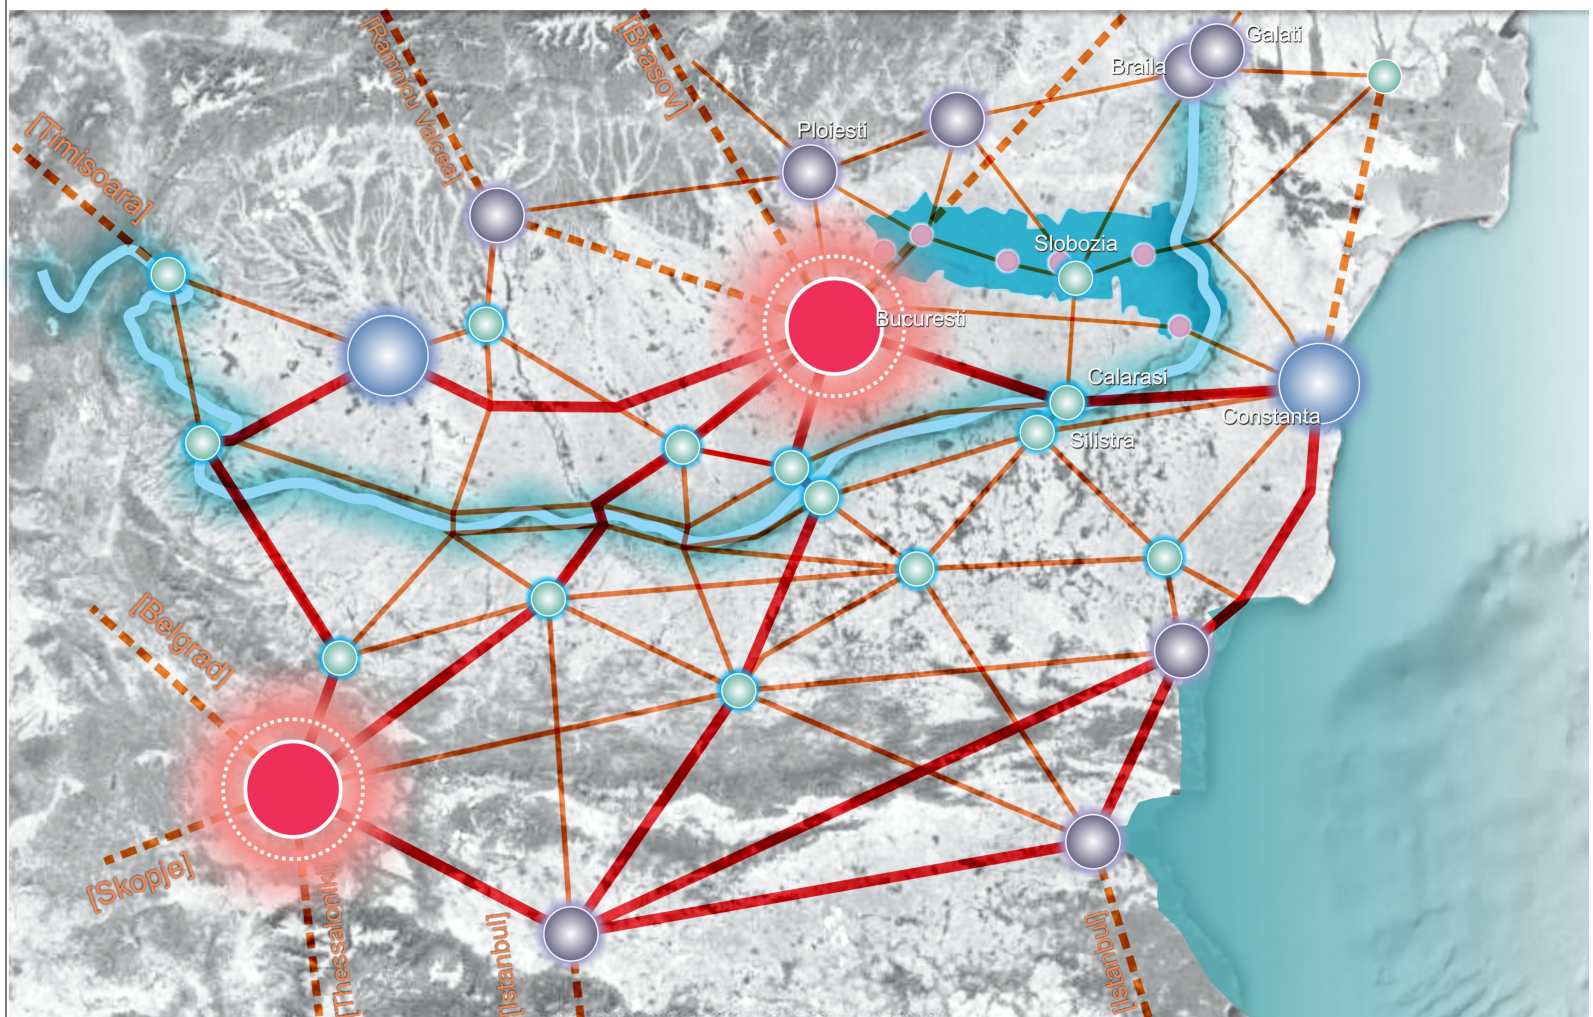 Galati
Braila
[Ramnicu Valcea]
[Brasov]
Ploiesti
[Timisoara]
Slobozia
Bucuresti
Calarasi
Constanta
Silistra
[Belgrad]
[Skopje]
[Thessaloniki]
[Istanbul]
[Istanbul]